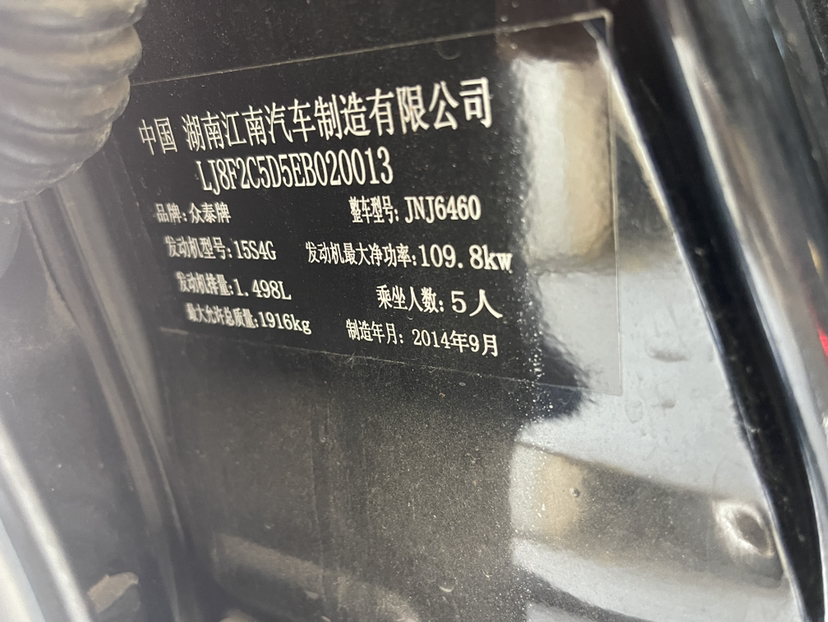 中国 湖南江南汽车制造有限公司
LJ8F2C5D5EB020013
品牌:众泰牌 整车型号:JNJ6460
发动机型号:15S4G 发动机最大净功率:109.8kw
发动机排量:1.498L 乘坐人数:5人
最大允许总质量:1916kg 制造年月:2014年9月